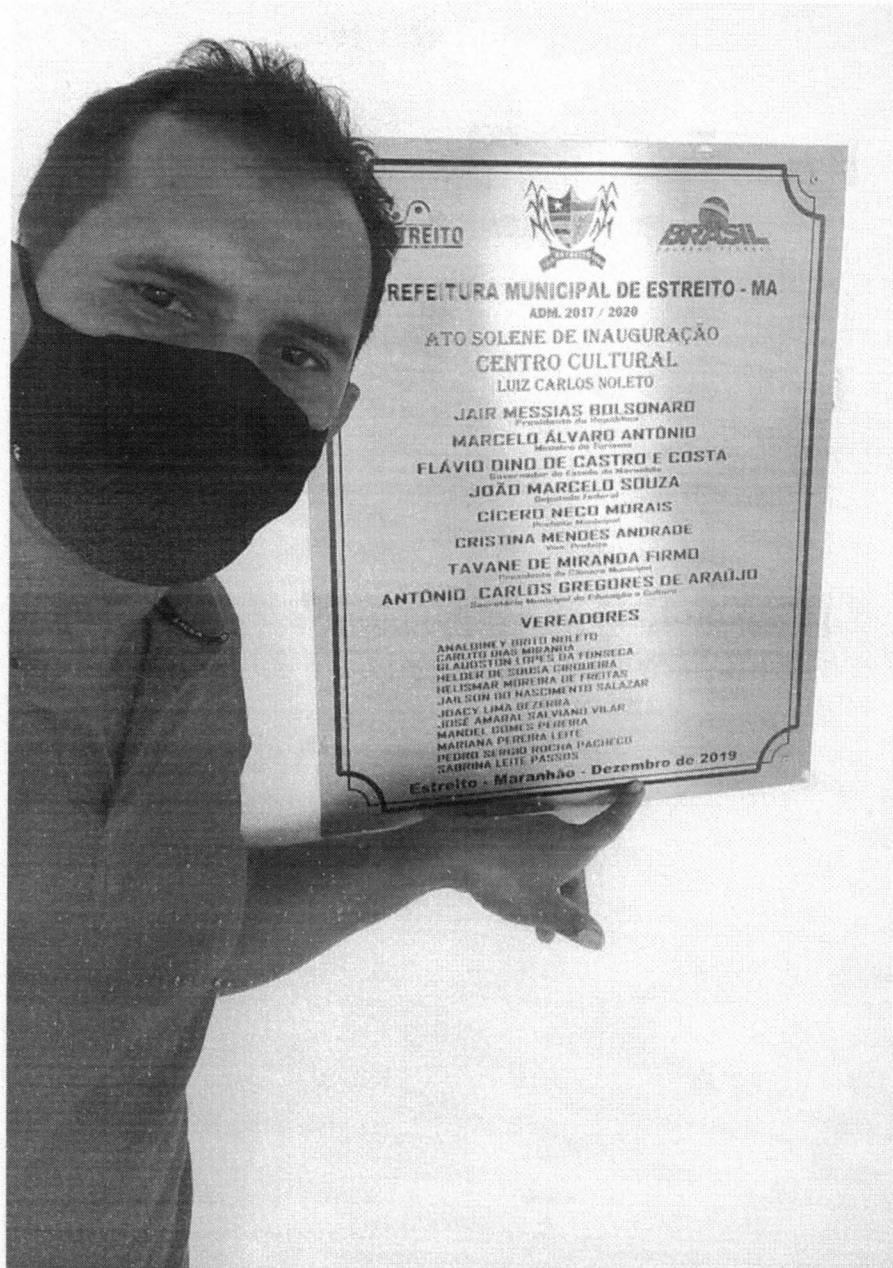 TREITO
BRASIL
REFEITURA MUNICIPAL DE ESTREITO - MA
ADM. 2017 / 2020
ATO SOLENE DE INAUGURAÇÃO
CENTRO CULTURAL
LUIZ CARLOS NOLETO
JAIR MESSIAS BOLSONARO
Presidente da República
MARCELO ÁLVARO ANTÔNIO
Ministro do Turismo
FLÁVIO DINO DE CASTRO E COSTA
Governador do Estado do Maranhão
JOÃO MARCELO SOUZA
Deputado Federal
CÍCERO NECO MORAIS
Prefeito Municipal
CRISTINA MENDES ANDRADE
Vice Prefeita
TAVANE DE MIRANDA FIRMO
Presidente da Câmara Municipal
ANTÔNIO CARLOS GREGORES DE ARAÚJO
Secretário Municipal de Educação e Cultura
VEREADORES
ANALDINEY BRITO NOLETO
CARLITO DIAS MIRANDA
GLAUDSTON LOPES DA FONSECA
HELDER DE SOUSA CIRQUEIRA
HELISMAR MOREIRA DE FREITAS
JAILSON DO NASCIMENTO SALAZAR
JOACY LIMA BEZERRA
JOSÉ AMARAL SALVIANO VILAR
MANOEL GOMES PEREIRA
MARIANA PEREIRA LEITE
PEDRO SERGIO ROCHA PACHECO
SABRINA LEITE PASSOS
Estreito - Maranhão - Dezembro de 2019